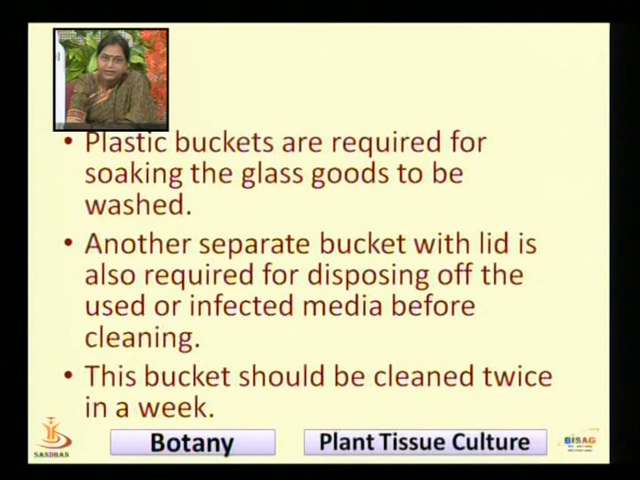 • Plastic buckets are required for
soaking the glass goods to be
washed.
• Another separate bucket with lid is
also required for disposing off the
used or infected media before
cleaning.
• This bucket should be cleaned twice
in a week.
SANDHAN
Botany
Plant Tissue Culture
BISAG